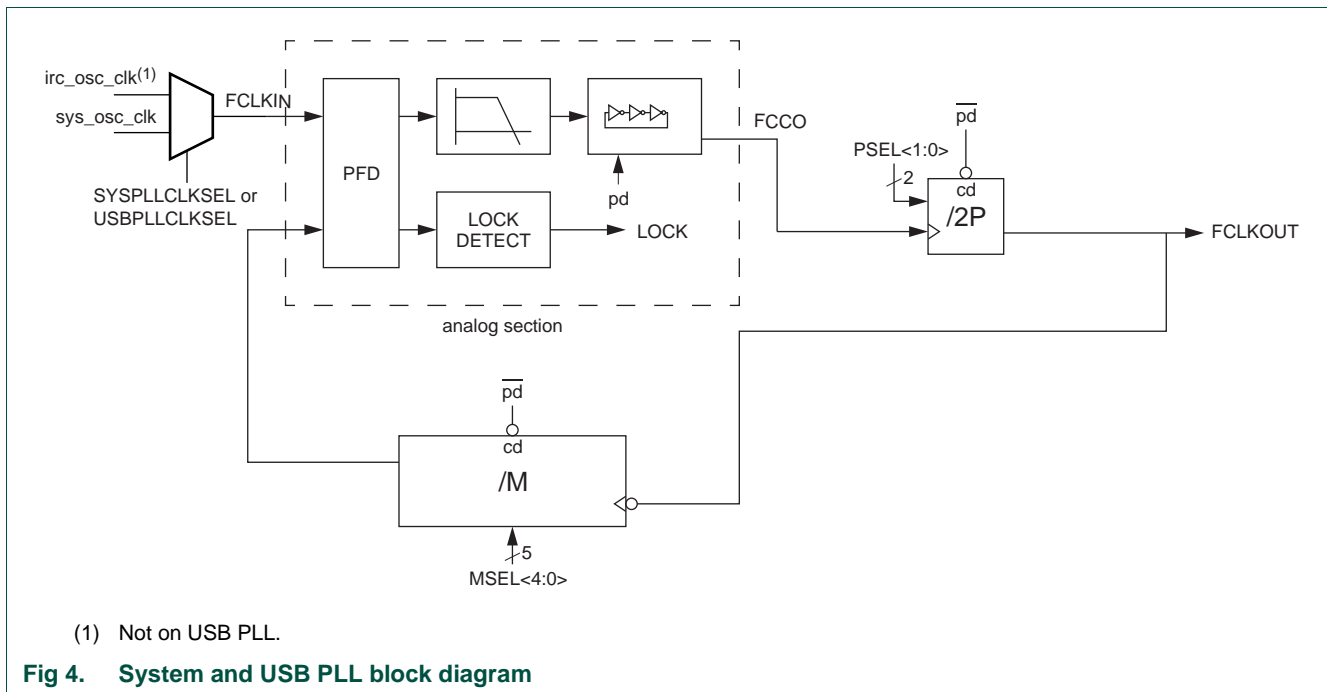 irc_osc_clk(1)
sys_osc_clk
FCLKIN
SYSPLLCLKSEL or
USBPLLCLKSEL
PFD
LOCK
DETECT
pd
LOCK
analog section
FCCO
pd
PSEL<1:0>
2
cd
/2P
FCLKOUT
pd
cd
/M
5
MSEL<4:0>
(1) Not on USB PLL.
Fig 4. System and USB PLL block diagram